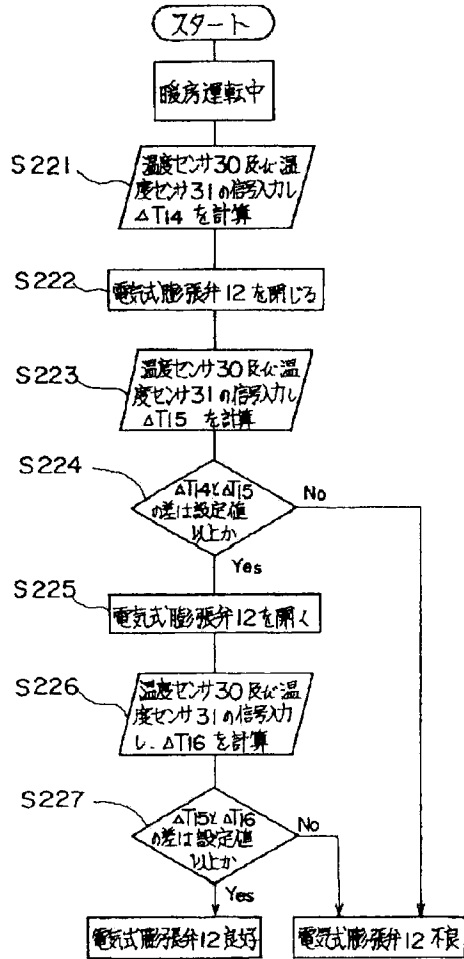 スタート
暖房運転中
S221
温度センサ30及び温
度センサ31の信号入力し
ΔT14を計算
S222
電気式膨張弁12を閉じる
S223
温度センサ30及び温
度センサ31の信号入力し
ΔT15を計算
S224
ΔT14とΔT15
の差は設定値
以上か
No
Yes
S225
電気式膨張弁12を開く
S226
温度センサ30及び温
度センサ31の信号入力
し、ΔT16を計算
S227
ΔT15とΔT16
の差は設定値
以上か
No
Yes
電気式膨張弁12良好
電気式膨張弁12不良